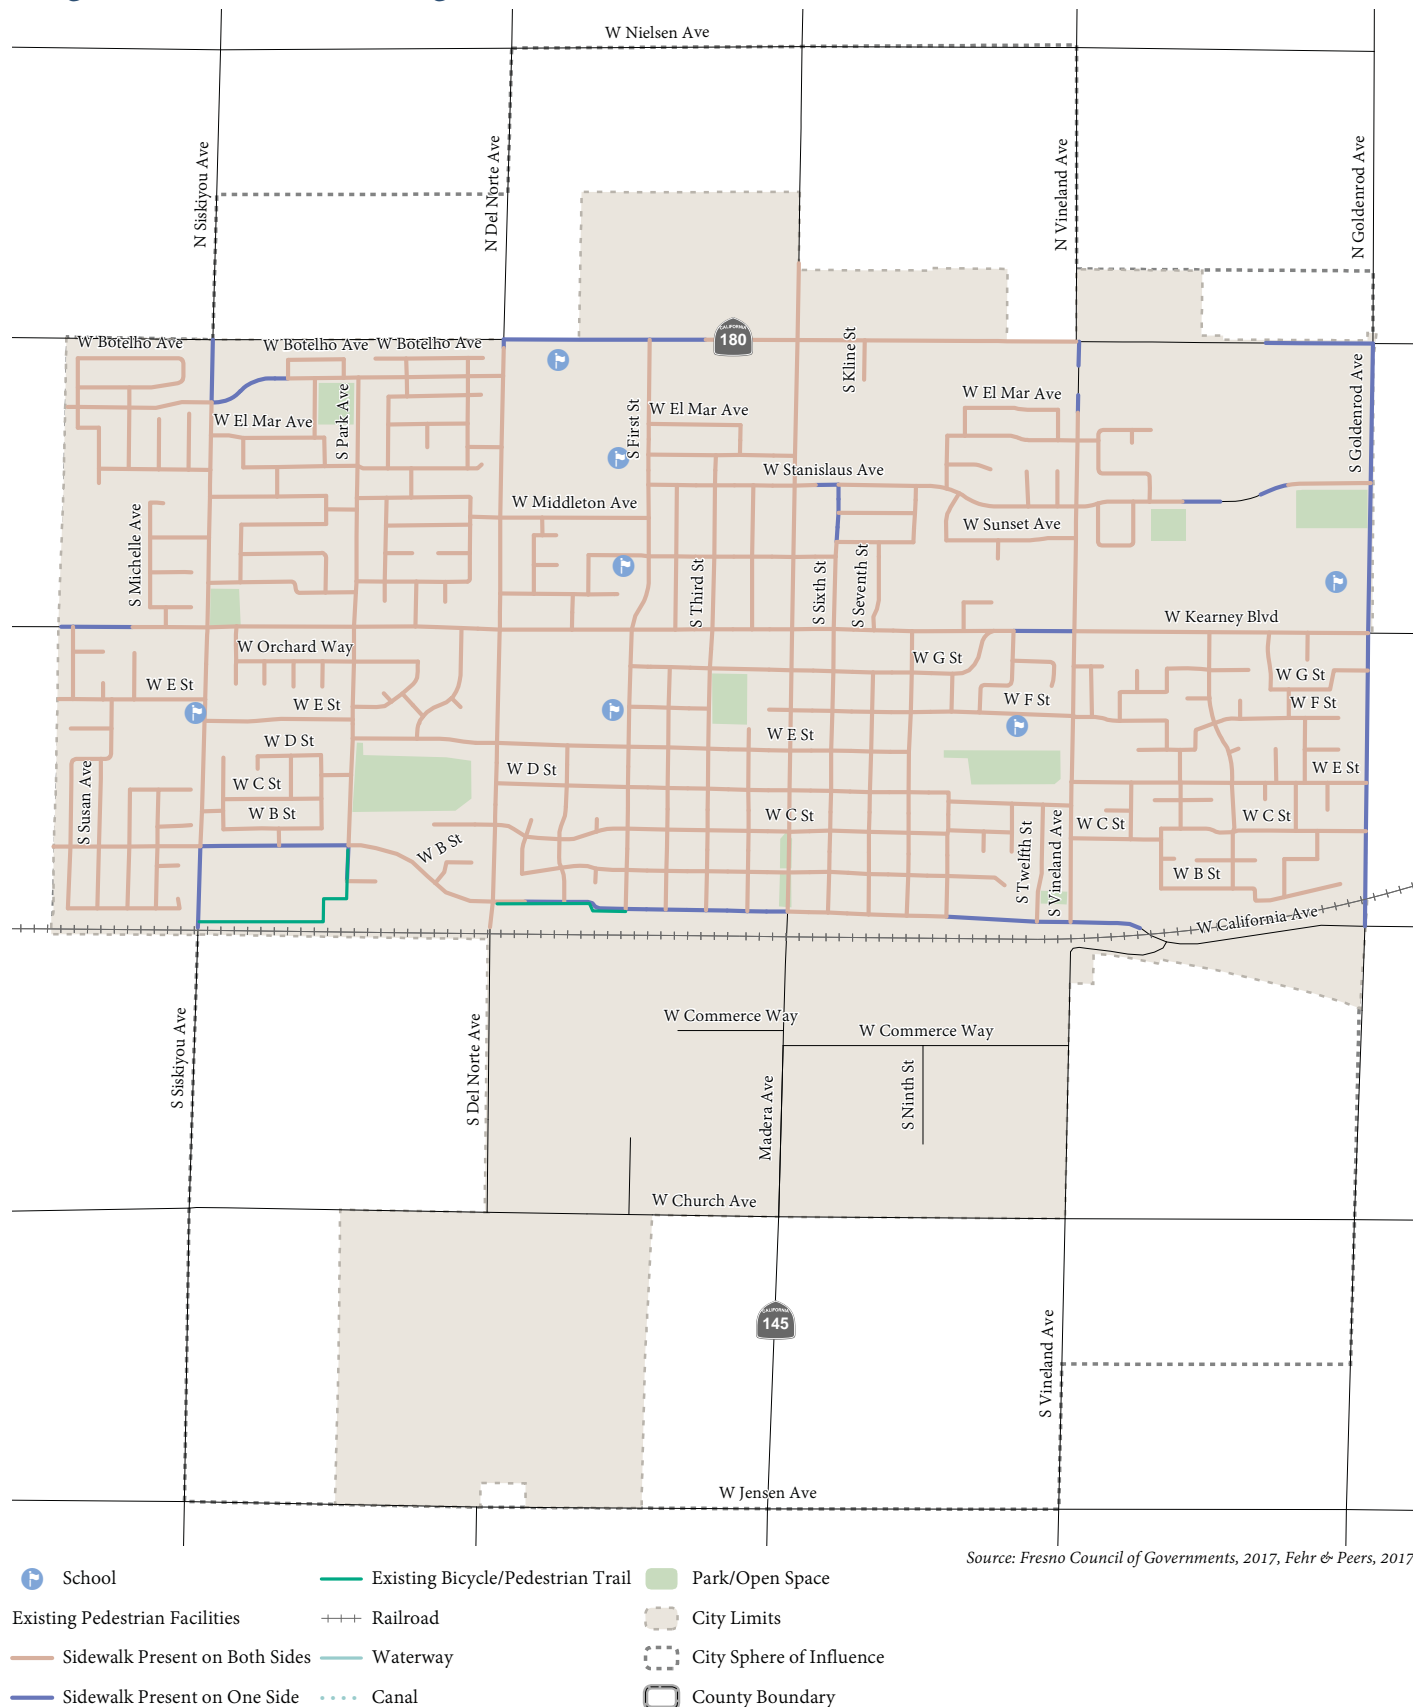 W Nielsen Ave
N Siskiyou Ave
N Del Norte Ave
N Vineland Ave
N Goldenrod Ave
CALIFORNIA
180
W Botelho Ave
W Botelho Ave
W Botelho Ave
S Kline St
S Goldenrod Ave
W El Mar Ave
S Park Ave
S First St
W El Mar Ave
W El Mar Ave
W Stanislaus Ave
W Middleton Ave
W Sunset Ave
S Michelle Ave
S Third St
S Sixth St
S Seventh St
W Kearney Blvd
W Orchard Way
W G St
W G St
W E St
W E St
W F St
W F St
W D St
W E St
W D St
W E St
S Susan Ave
W C St
W B St
W C St
W C St
W C St
W B St
S Twelfth St
S Vineland Ave
W B St
W California Ave
S Siskiyou Ave
S Del Norte Ave
W Commerce Way
W Commerce Way
Madera Ave
S Ninth St
W Church Ave
CALIFORNIA
145
S Vineland Ave
W Jensen Ave
Source: Fresno Council of Governments, 2017, Fehr & Peers, 2017
School
Existing Bicycle/Pedestrian Trail
Park/Open Space
Existing Pedestrian Facilities
Railroad
City Limits
Sidewalk Present on Both Sides
Waterway
City Sphere of Influence
Sidewalk Present on One Side
Canal
County Boundary